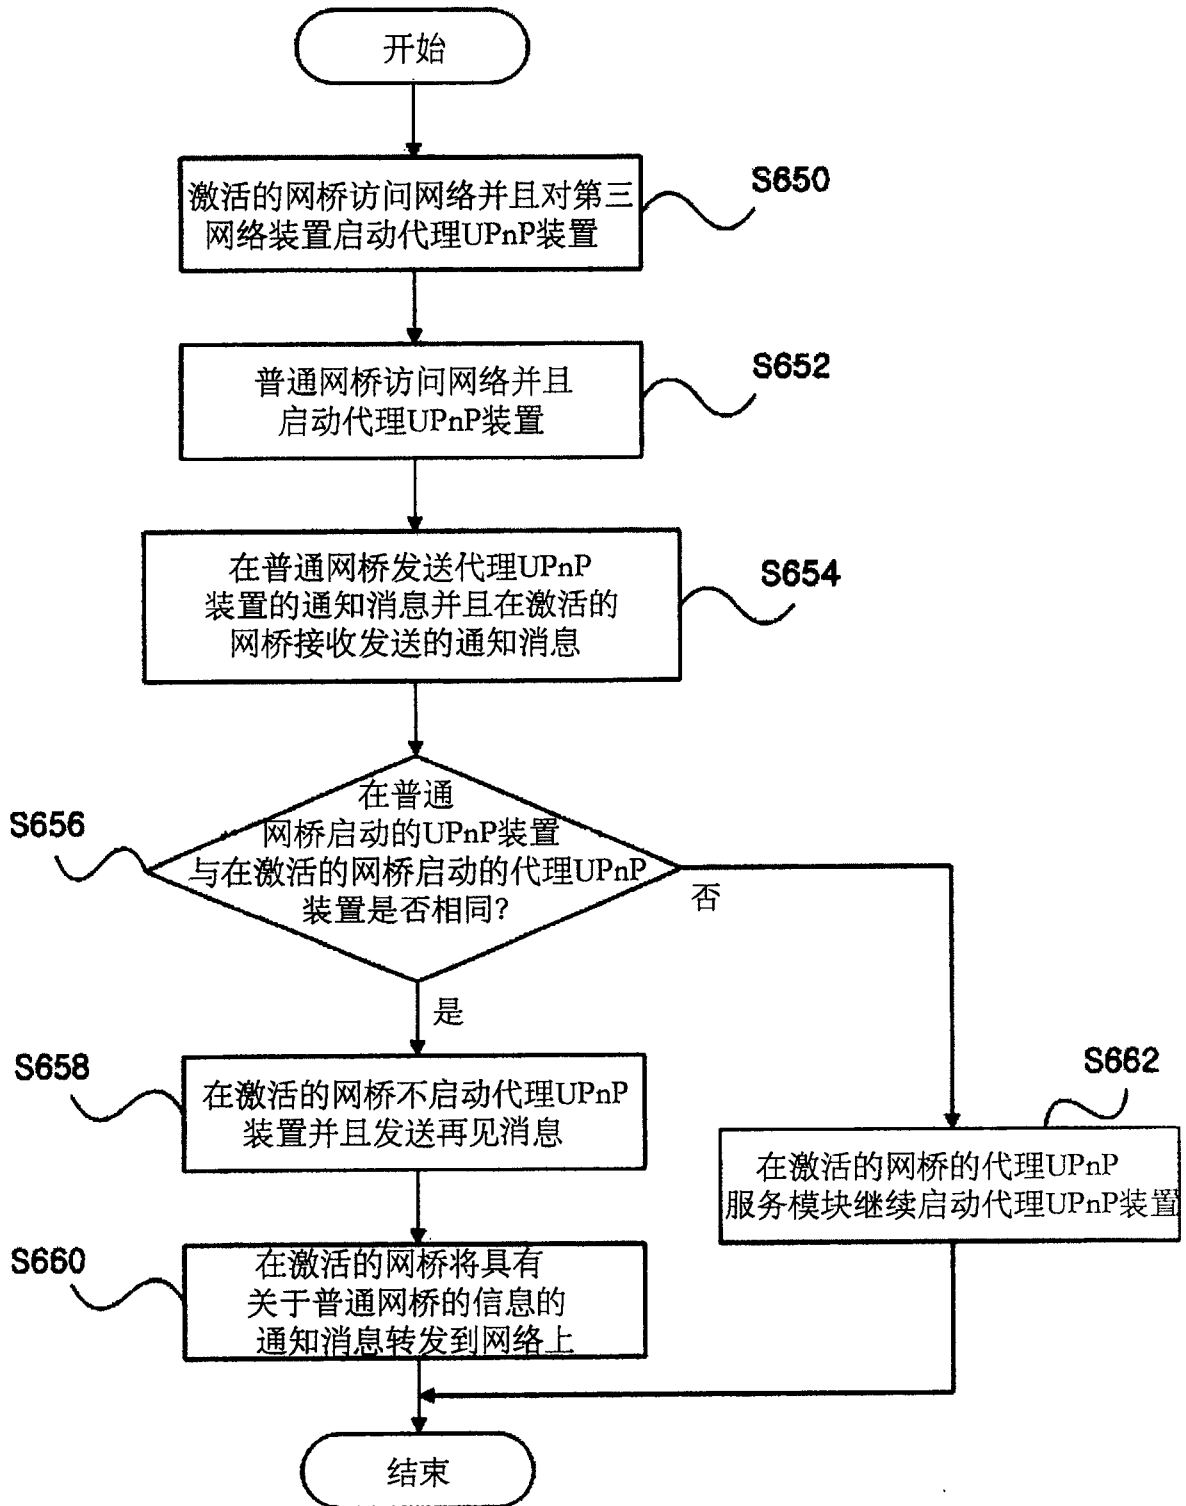 开始
激活的网桥访问网络并且对第三
网络装置启动代理UPnP装置
S650
普通网桥访问网络并且
启动代理UPnP装置
S652
在普通网桥发送代理UPnP
装置的通知消息并且在激活的
网桥接收发送的通知消息
S654
在普通
网桥启动的UPnP装置
与在激活的网桥启动的代理UPnP
装置是否相同？
S656
否
是
S658
在激活的网桥不启动代理UPnP
装置并且发送再见消息
S662
在激活的网桥的代理UPnP
服务模块继续启动代理UPnP装置
S660
在激活的网桥将具有
关于普通网桥的信息的
通知消息转发到网络上
结束